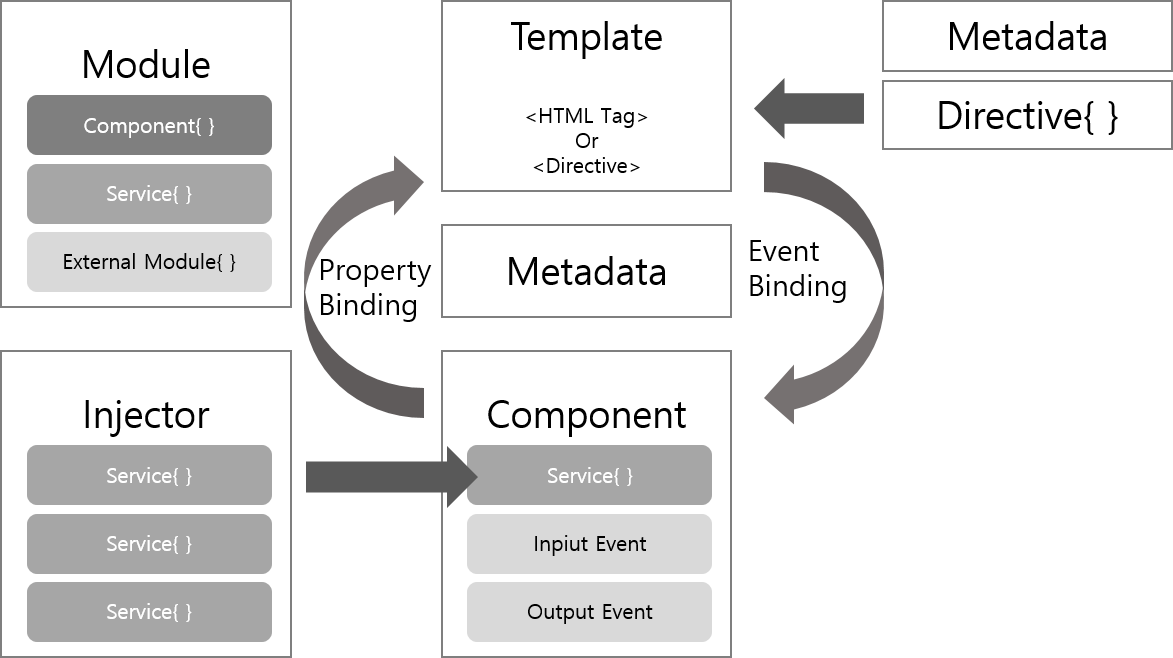 Module
Component{ }
Service{ }
External Module{ }
Template
<HTML Tag>
Or
<Directive>
Metadata
Directive{ }
Property
Binding
Metadata
Event
Binding
Injector
Service{ }
Service{ }
Service{ }
Component
Service{ }
Inpiut Event
Output Event